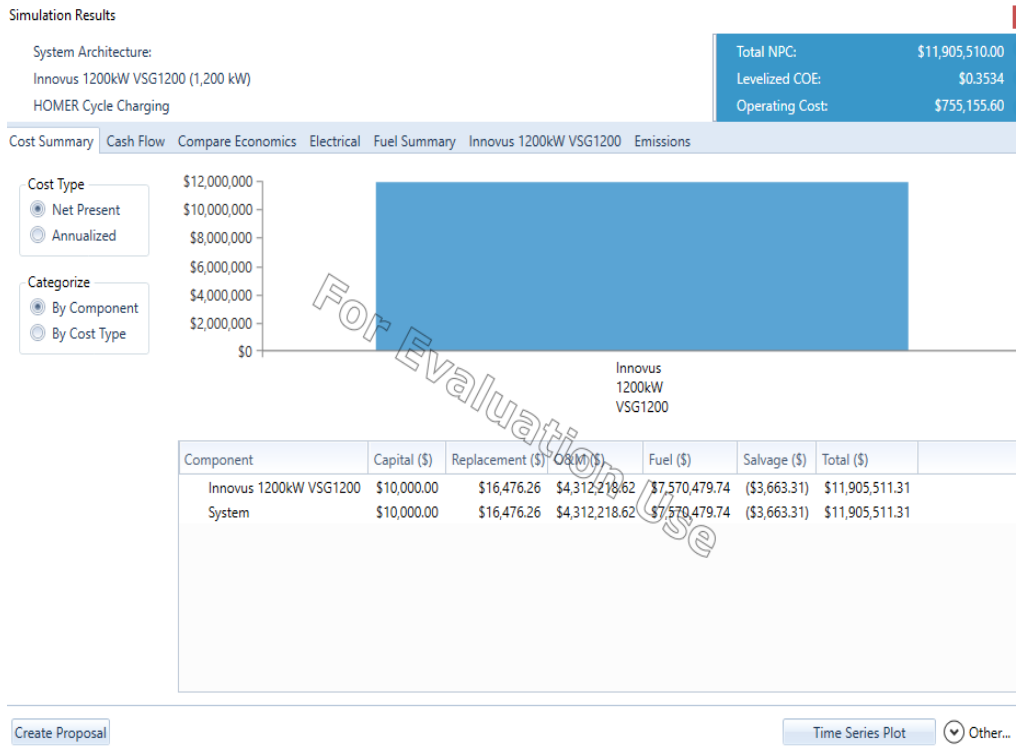 Simulation Results
System Architecture:
Innovus 1200kW VSG1200 (1,200 kW)
HOMER Cycle Charging
Total NPC: $11,905,510.00
Levelized COE: $0.3534
Operating Cost: $755,155.60
Cost Summary Cash Flow Compare Economics Electrical Fuel Summary Innovus 1200kW VSG1200 Emissions
Cost Type
Net Present
Annualized
Categorize
By Component
By Cost Type
$12,000,000
$10,000,000
$8,000,000
$6,000,000
$4,000,000
$2,000,000
$0
Innovus
1200kW
VSG1200
For Evaluation Use
Component Capital ($) Replacement ($) O&M ($) Fuel ($) Salvage ($) Total ($)
Innovus 1200kW VSG1200 $10,000.00 $16,476.26 $4,312,218.62 $7,570,479.74 ($3,663.31) $11,905,511.31
System $10,000.00 $16,476.26 $4,312,218.62 $7,570,479.74 ($3,663.31) $11,905,511.31
Create Proposal
Time Series Plot
Other...